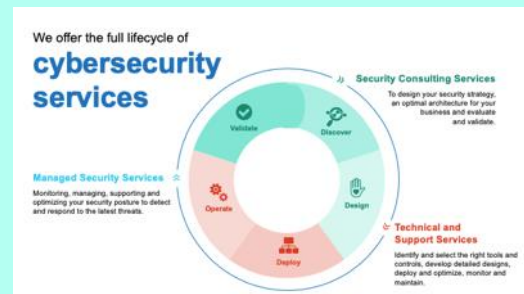 We offer the full lifecycle of
cybersecurity
services
Security Consulting Services
To design your security strategy,
an optimal architecture for your
business and evaluate
and validate.
Validate
Discover
Managed Security Services
Monitoring, managing, supporting and
optimizing your security posture to detect
and respond to the latest threats.
Operate
Design
Deploy
Technical and
Support Services
Identify and select the right tools and
controls, develop detailed designs,
deploy and optimize, monitor and
maintain.